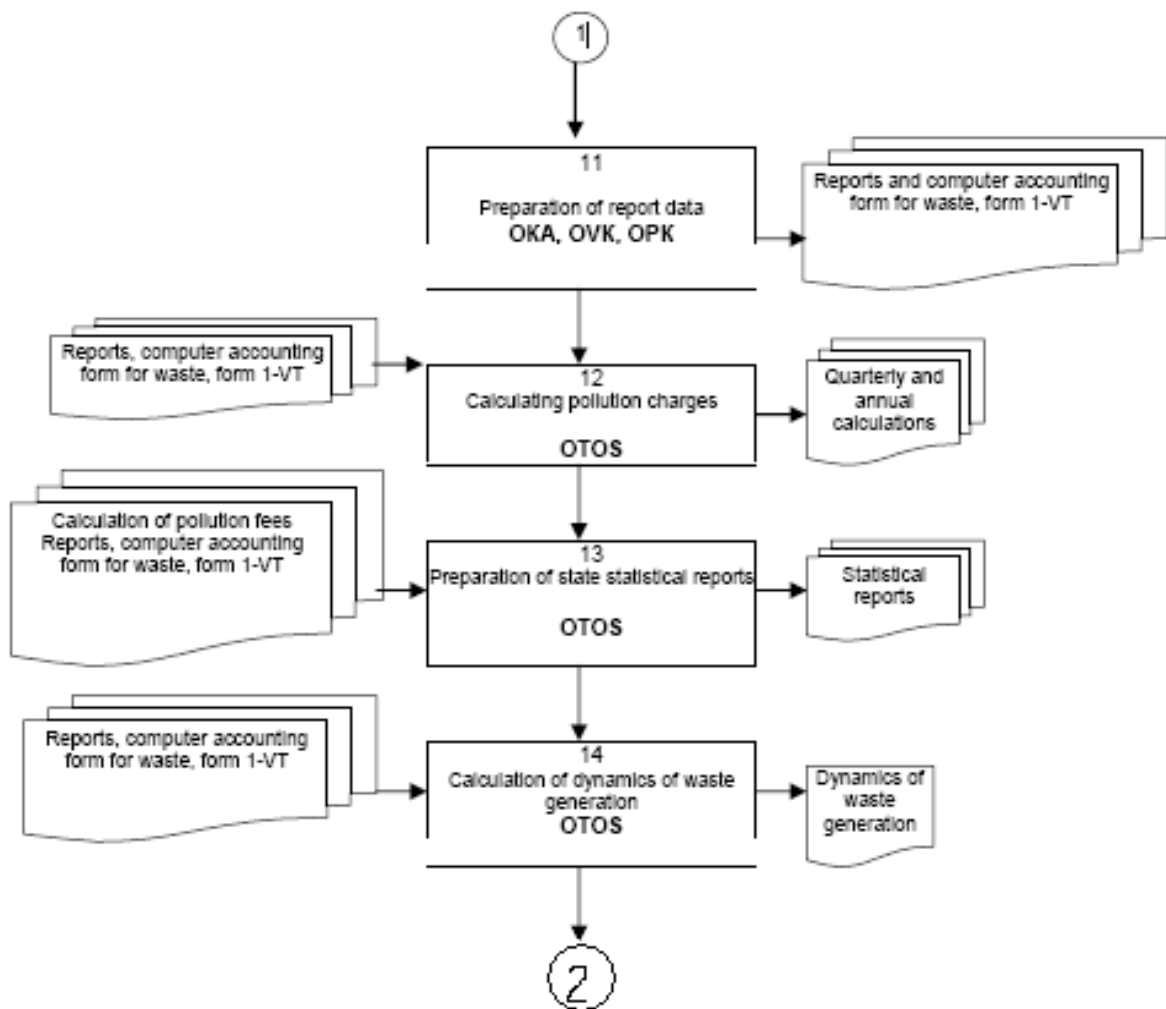 1
11
Preparation of report data
OKA, OVK, OPK
Reports and computer accounting
form for waste, form 1-VT
Reports, computer accounting
form for waste, form 1-VT
12
Calculating pollution charges
OTOS
Quarterly and
annual
calculations
Calculation of pollution fees
Reports, computer accounting
form for waste, form 1-VT
13
Preparation of state statistical reports
OTOS
Statistical
reports
Reports, computer accounting
form for waste, form 1-VT
14
Calculation of dynamics of waste
generation
OTOS
Dynamics of
waste
generation
2